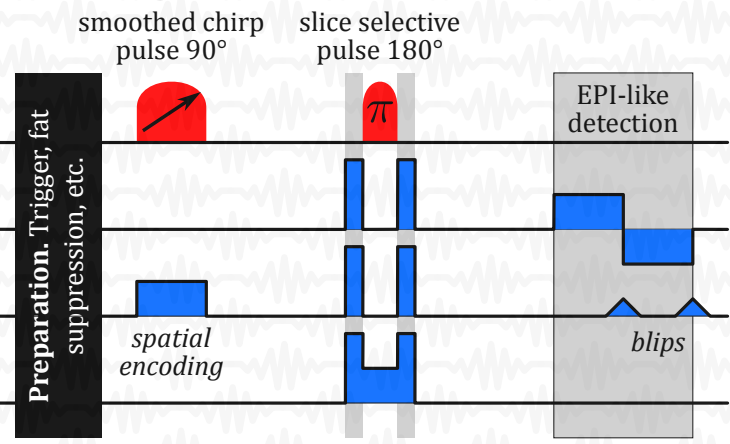 smoothed chirp
pulse 90°
slice selective
pulse 180°
Preparation. Trigger, fat
suppression, etc.
π
EPI-like
detection
spatial
encoding
blips